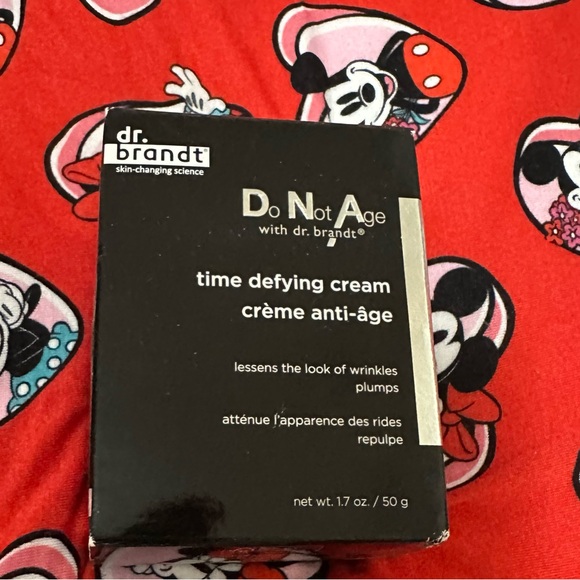 dr.
brandt
skin-changing science
Do Not Age
with dr. brandt®
time defying cream
crème anti-âge
lessens the look of wrinkles
plumps
atténue l'apparence des rides
repulpe
net wt. 1.7 oz. / 50 g